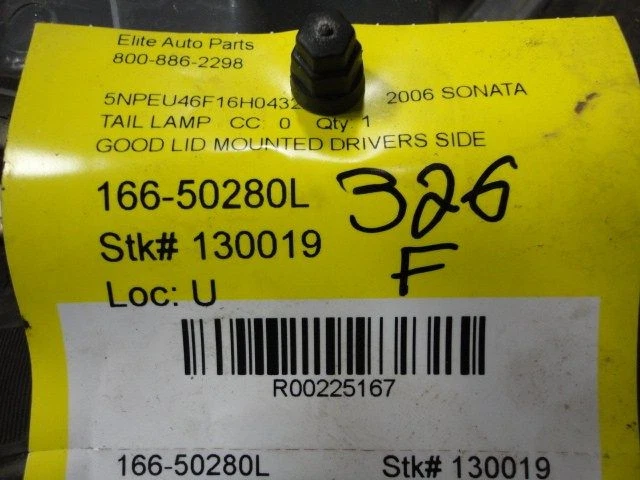 Elite Auto Parts
800-886-2298
5NPEU46F16H0432 2006 SONATA
TAIL LAMP CC: 0 Qty: 1
GOOD LID MOUNTED DRIVERS SIDE
166-50280L 326
Stk# 130019 F
Loc: U
R00225167
166-50280L Stk# 130019